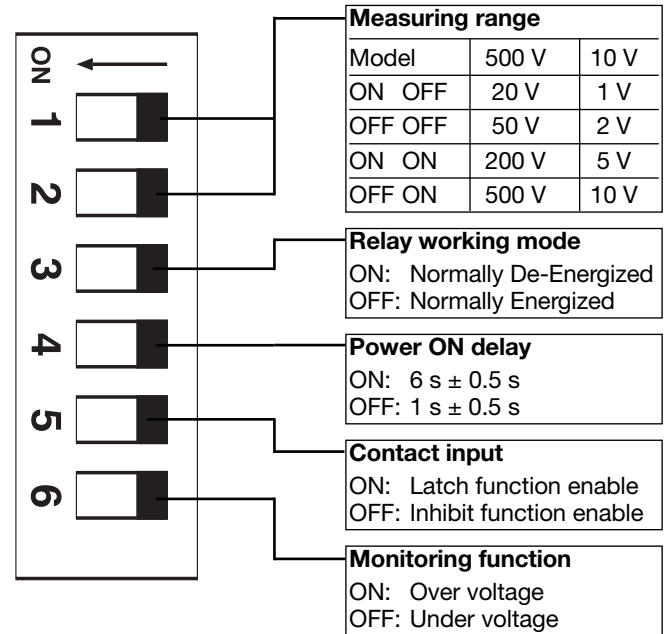 ON
1
2
3
4
5
6
Measuring range
Model 500 V 10 V
ON OFF 20 V 1 V
OFF OFF 50 V 2 V
ON ON 200 V 5 V
OFF ON 500 V 10 V
Relay working mode
ON: Normally De-Energized
OFF: Normally Energized
Power ON delay
ON: 6 s ± 0.5 s
OFF: 1 s ± 0.5 s
Contact input
ON: Latch function enable
OFF: Inhibit function enable
Monitoring function
ON: Over voltage
OFF: Under voltage